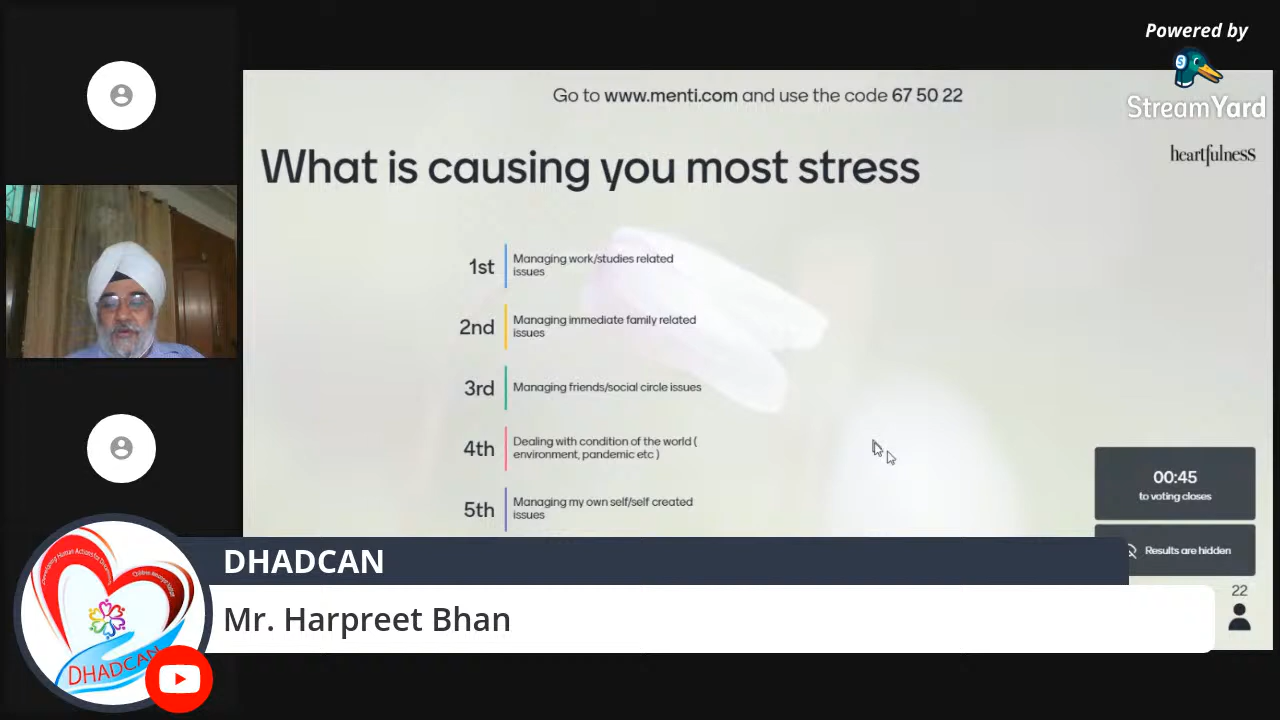 Powered by
StreamYard
Go to www.menti.com and use the code 67 50 22
heartfulness
What is causing you most stress
1st
Managing work/studies related
issues
2nd
Managing immediate family related
issues
3rd
Managing friends/social circle issues
4th
Dealing with condition of the world (
environment, pandemic etc )
5th
Managing my own self/self created
issues
00:45
to voting closes
Results are hidden
22
DHADCAN
Mr. Harpreet Bhan
DHADCAN